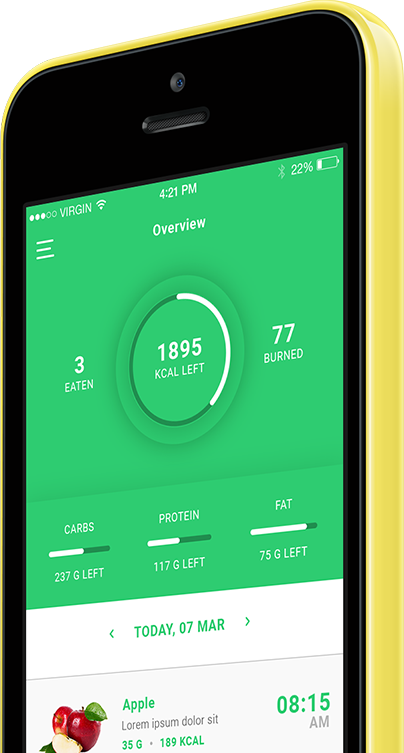 VIRGIN
4:21 PM
22%
Overview
3
EATEN
1895
KCAL LEFT
77
BURNED
CARBS
237 G LEFT
PROTEIN
117 G LEFT
FAT
75 G LEFT
‹ TODAY, 07 MAR ›
Apple
Lorem ipsum dolor sit
35 G • 189 KCAL
08:15
AM